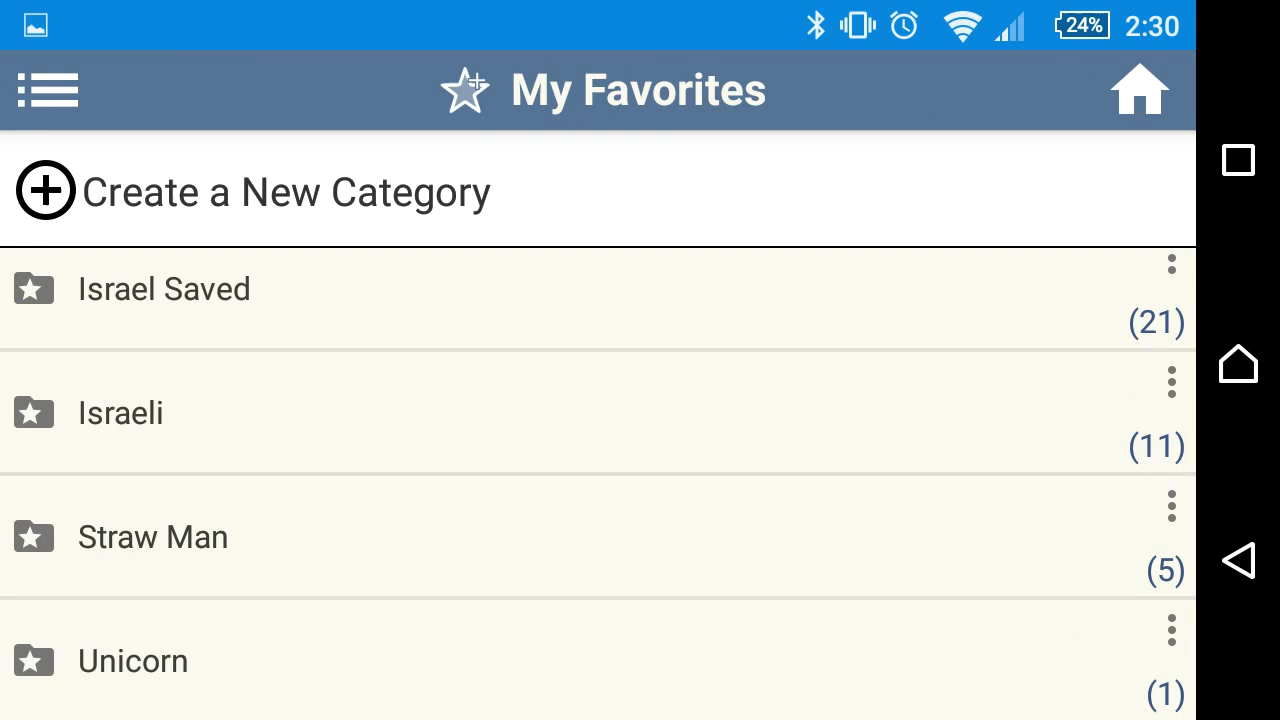 24% 2:30
My Favorites
Create a New Category
Israel Saved
(21)
Israeli
(11)
Straw Man
(5)
Unicorn
(1)